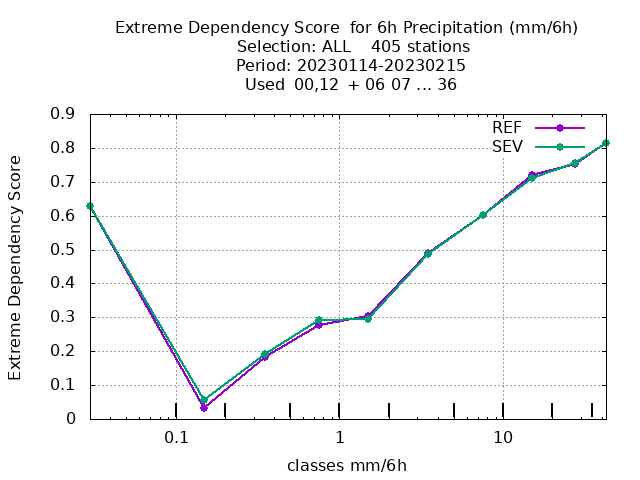 Extreme Dependency Score for 6h Precipitation (mm/6h)
Selection: ALL 405 stations
Period: 20230114-20230215
Used 00,12 + 06 07 ... 36
REF
SEV
0.9
0.8
0.7
0.6
0.5
0.4
0.3
0.2
0.1
0
Extreme Dependency Score
0.1 1 10
classes mm/6h